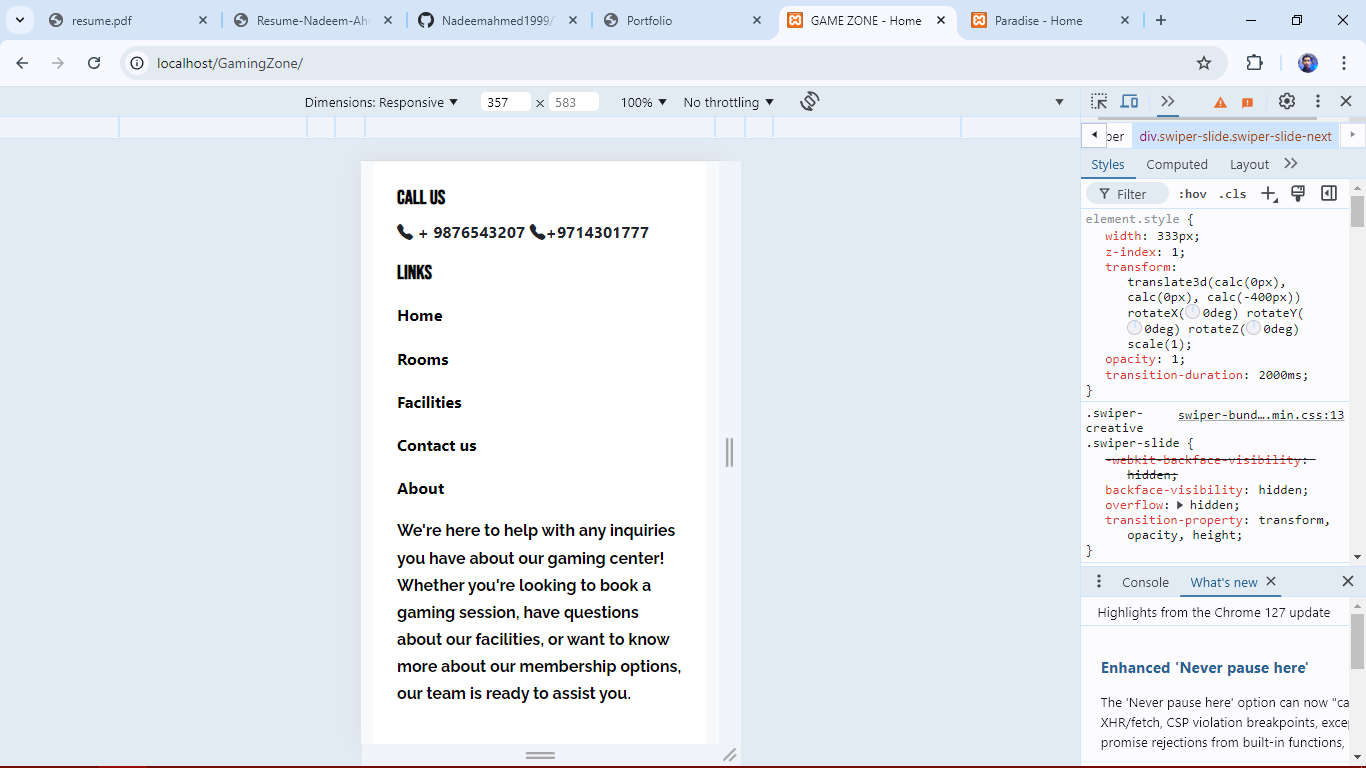 resume.pdf
Resume-Nadeem-Ah
Nadeemahmed1999/
Portfolio
GAME ZONE - Home
Paradise - Home
localhost/GamingZone/
Dimensions: Responsive
357
×
583
100%
No throttling
per
div.swiper-slide.swiper-slide-next
Styles
Computed
Layout
Filter
:hov
.cls
element.style {
width: 333px;
z-index: 1;
transform:
translate3d(calc(0px),
calc(0px), calc(-400px))
rotateX(0deg) rotateY(
0deg) rotateZ(0deg)
scale(1);
opacity: 1;
transition-duration: 2000ms;
}
.swiper-
swiper-bund….min.css:13
creative
.swiper-slide {
-webkit-backface-visibility:
hidden;
backface-visibility: hidden;
overflow: hidden;
transition-property: transform,
opacity, height;
}
CALL US
+ 9876543207 +9714301777
LINKS
Home
Rooms
Facilities
Contact us
About
We're here to help with any inquiries
you have about our gaming center!
Whether you're looking to book a
gaming session, have questions
about our facilities, or want to know
more about our membership options,
our team is ready to assist you.
Console
What's new
Highlights from the Chrome 127 update
Enhanced 'Never pause here'
The 'Never pause here' option can now "ca
XHR/fetch, CSP violation breakpoints, exce
promise rejections from built-in functions,